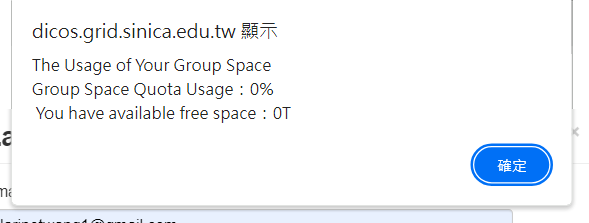 dicos.grid.sinica.edu.tw 顯示
The Usage of Your Group Space
Group Space Quota Usage：0%
You have available free space：0T
確定